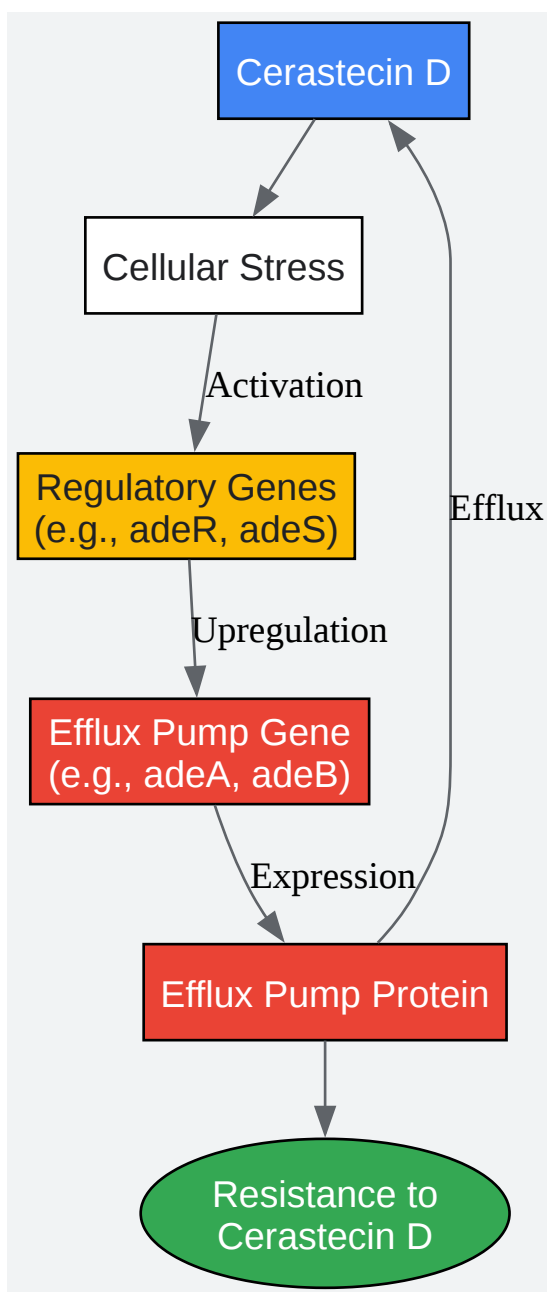 Cerastecin D
Cellular Stress
Activation
Regulatory Genes
(e.g., adeR, adeS)
Efflux
Upregulation
Efflux Pump Gene
(e.g., adeA, adeB)
Expression
Efflux Pump Protein
Resistance to
Cerastecin D